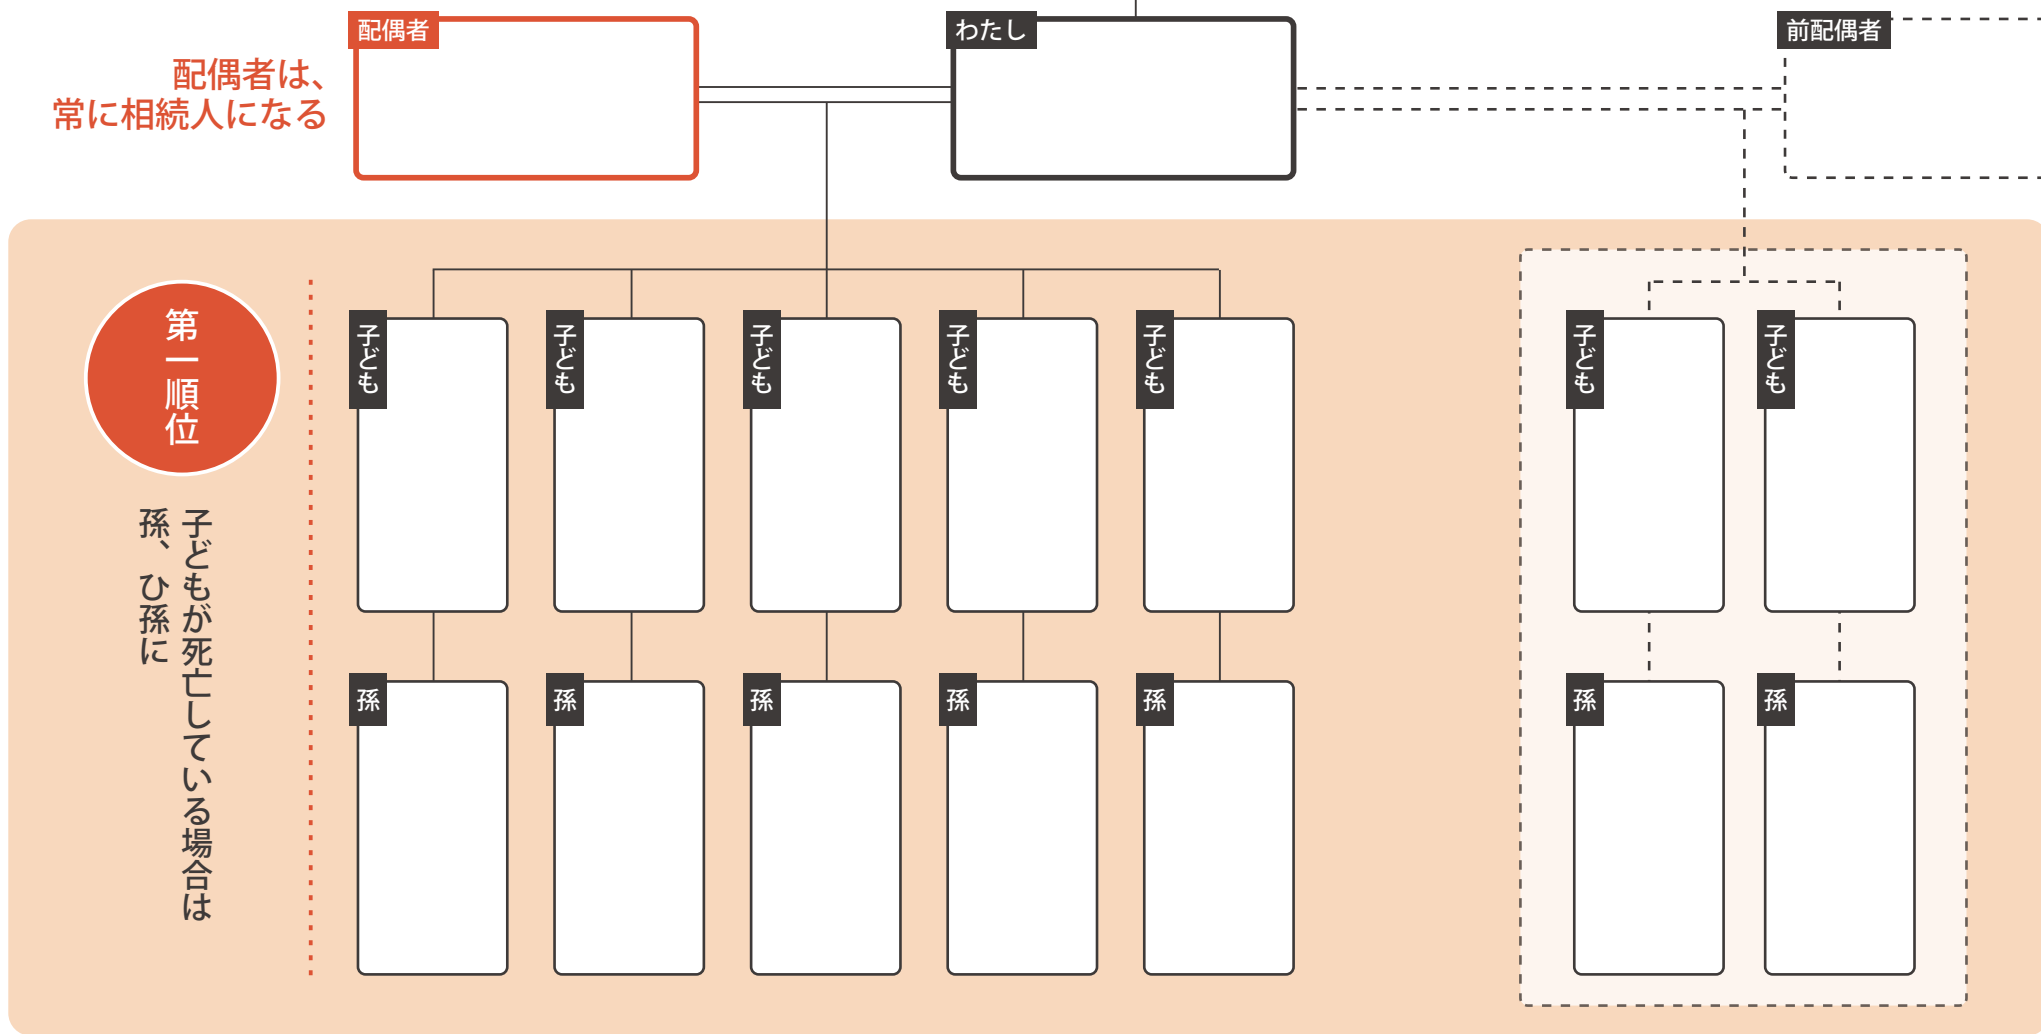 配偶者は、
常に相続人になる
配偶者
わたし
前配偶者
第一順位
子どもが死亡している場合は
孫、ひ孫に
子ども
子ども
子ども
子ども
子ども
子ども
子ども
孫
孫
孫
孫
孫
孫
孫